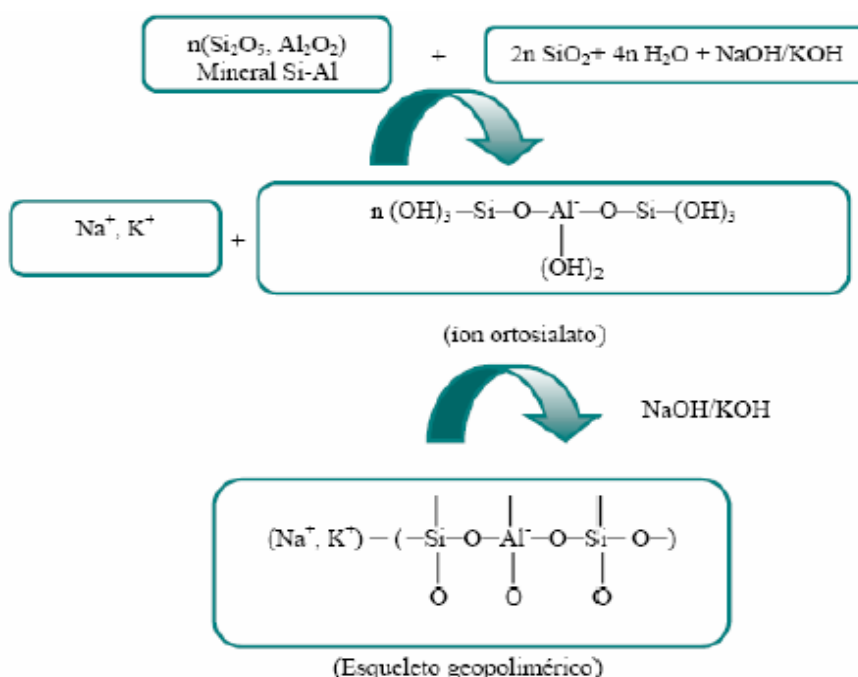 n(Si₂O₅, Al₂O₂) + 2n SiO₂+ 4n H₂O + NaOH/KOH
Mineral Si-Al
Na⁺, K⁺ + n (OH)₃—Si—O—Al⁻—O—Si—(OH)₃
(OH)₂
(íon ortosialato)
NaOH/KOH
(Na⁺, K⁺) – (—Si—O—Al⁻—O—Si—O—)
O O O
(Esqueleto geopolimérico)